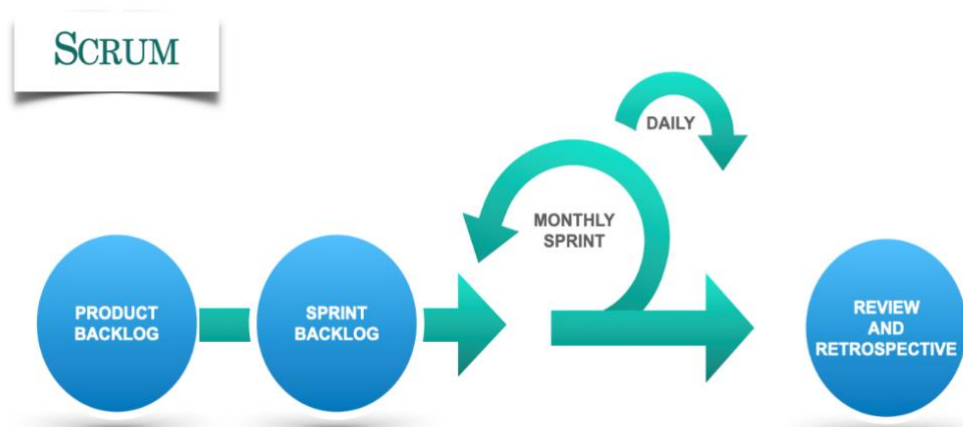 SCRUM
DAILY
MONTHLY
SPRINT
PRODUCT
BACKLOG
SPRINT
BACKLOG
REVIEW
AND
RETROSPECTIVE